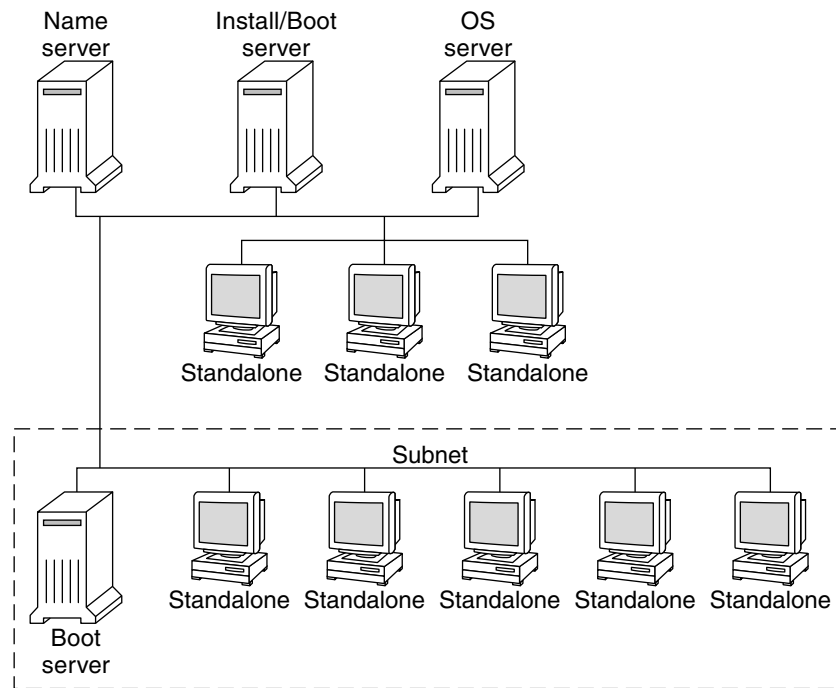 Name
server
Install/Boot
server
OS
server
Standalone
Standalone
Standalone
Subnet
Boot
server
Standalone
Standalone
Standalone
Standalone
Standalone